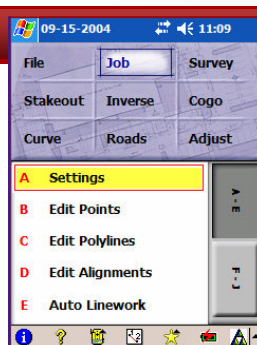 09-15-2004 11:09
File Job Survey
Stakeout Inverse Cogo
Curve Roads Adjust
A Settings
B Edit Points
C Edit Polylines
D Edit Alignments
E Auto Linework
A - E
F - J